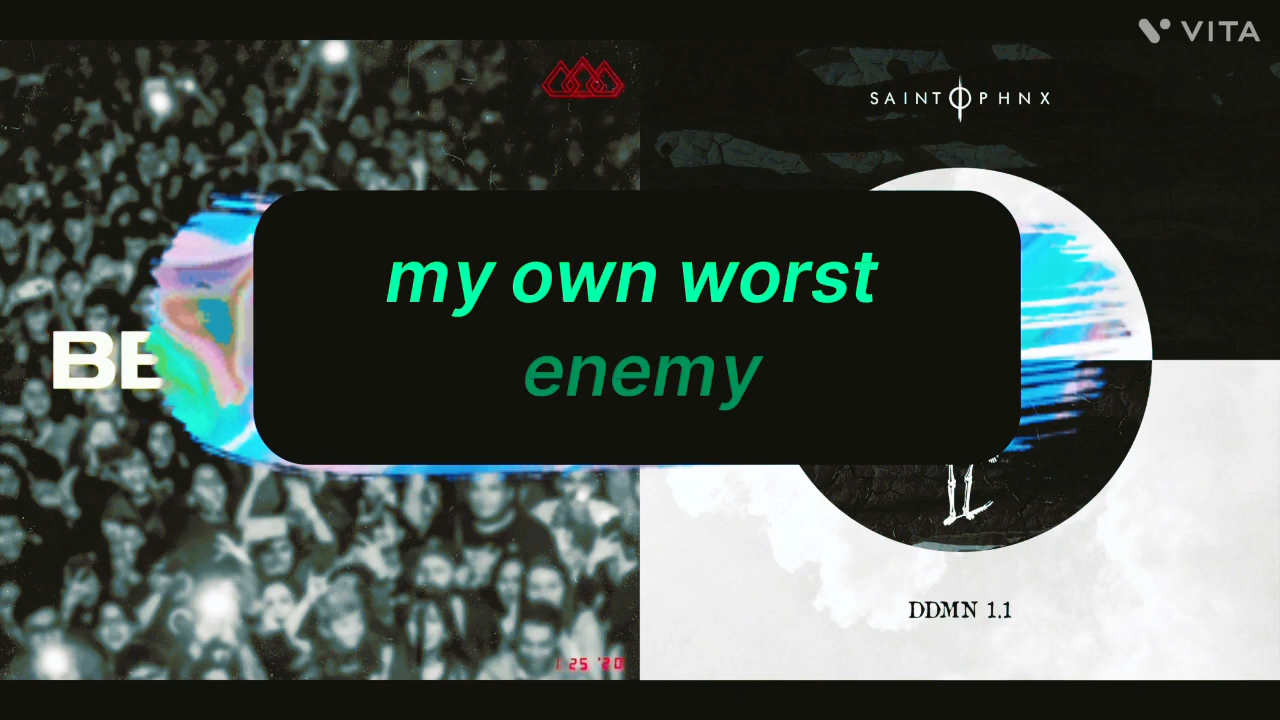 VITA
SAINT PHNX
BE
my own worst
enemy
DDMN 1.1
1 25 '20